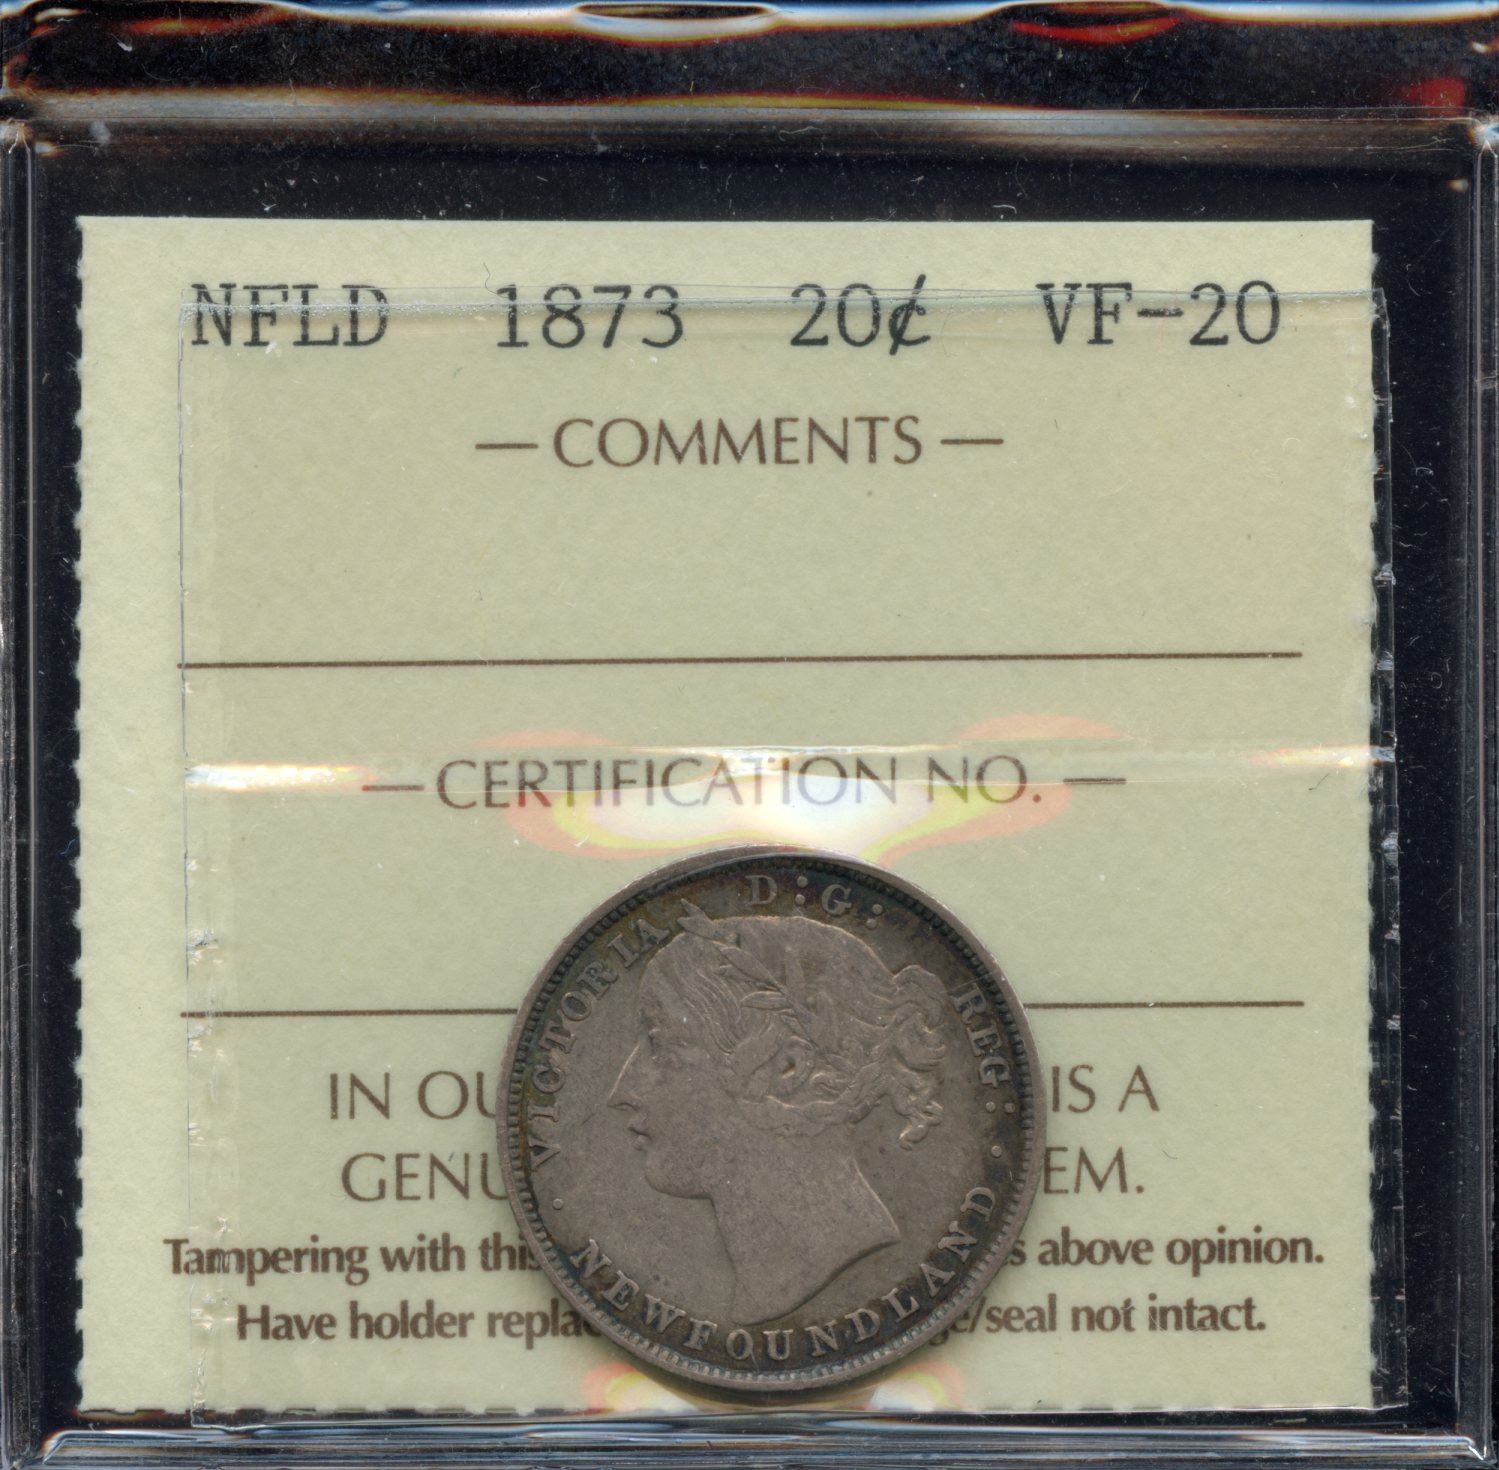 NFLD 1873 20¢ VF-20
— COMMENTS —
— CERTIFICATION NO. —
VICTORIA D:G: REG:
· NEWFOUNDLAND ·
IN OU IS A
GENU EM.
Tampering with this s above opinion.
Have holder replac ge/seal not intact.